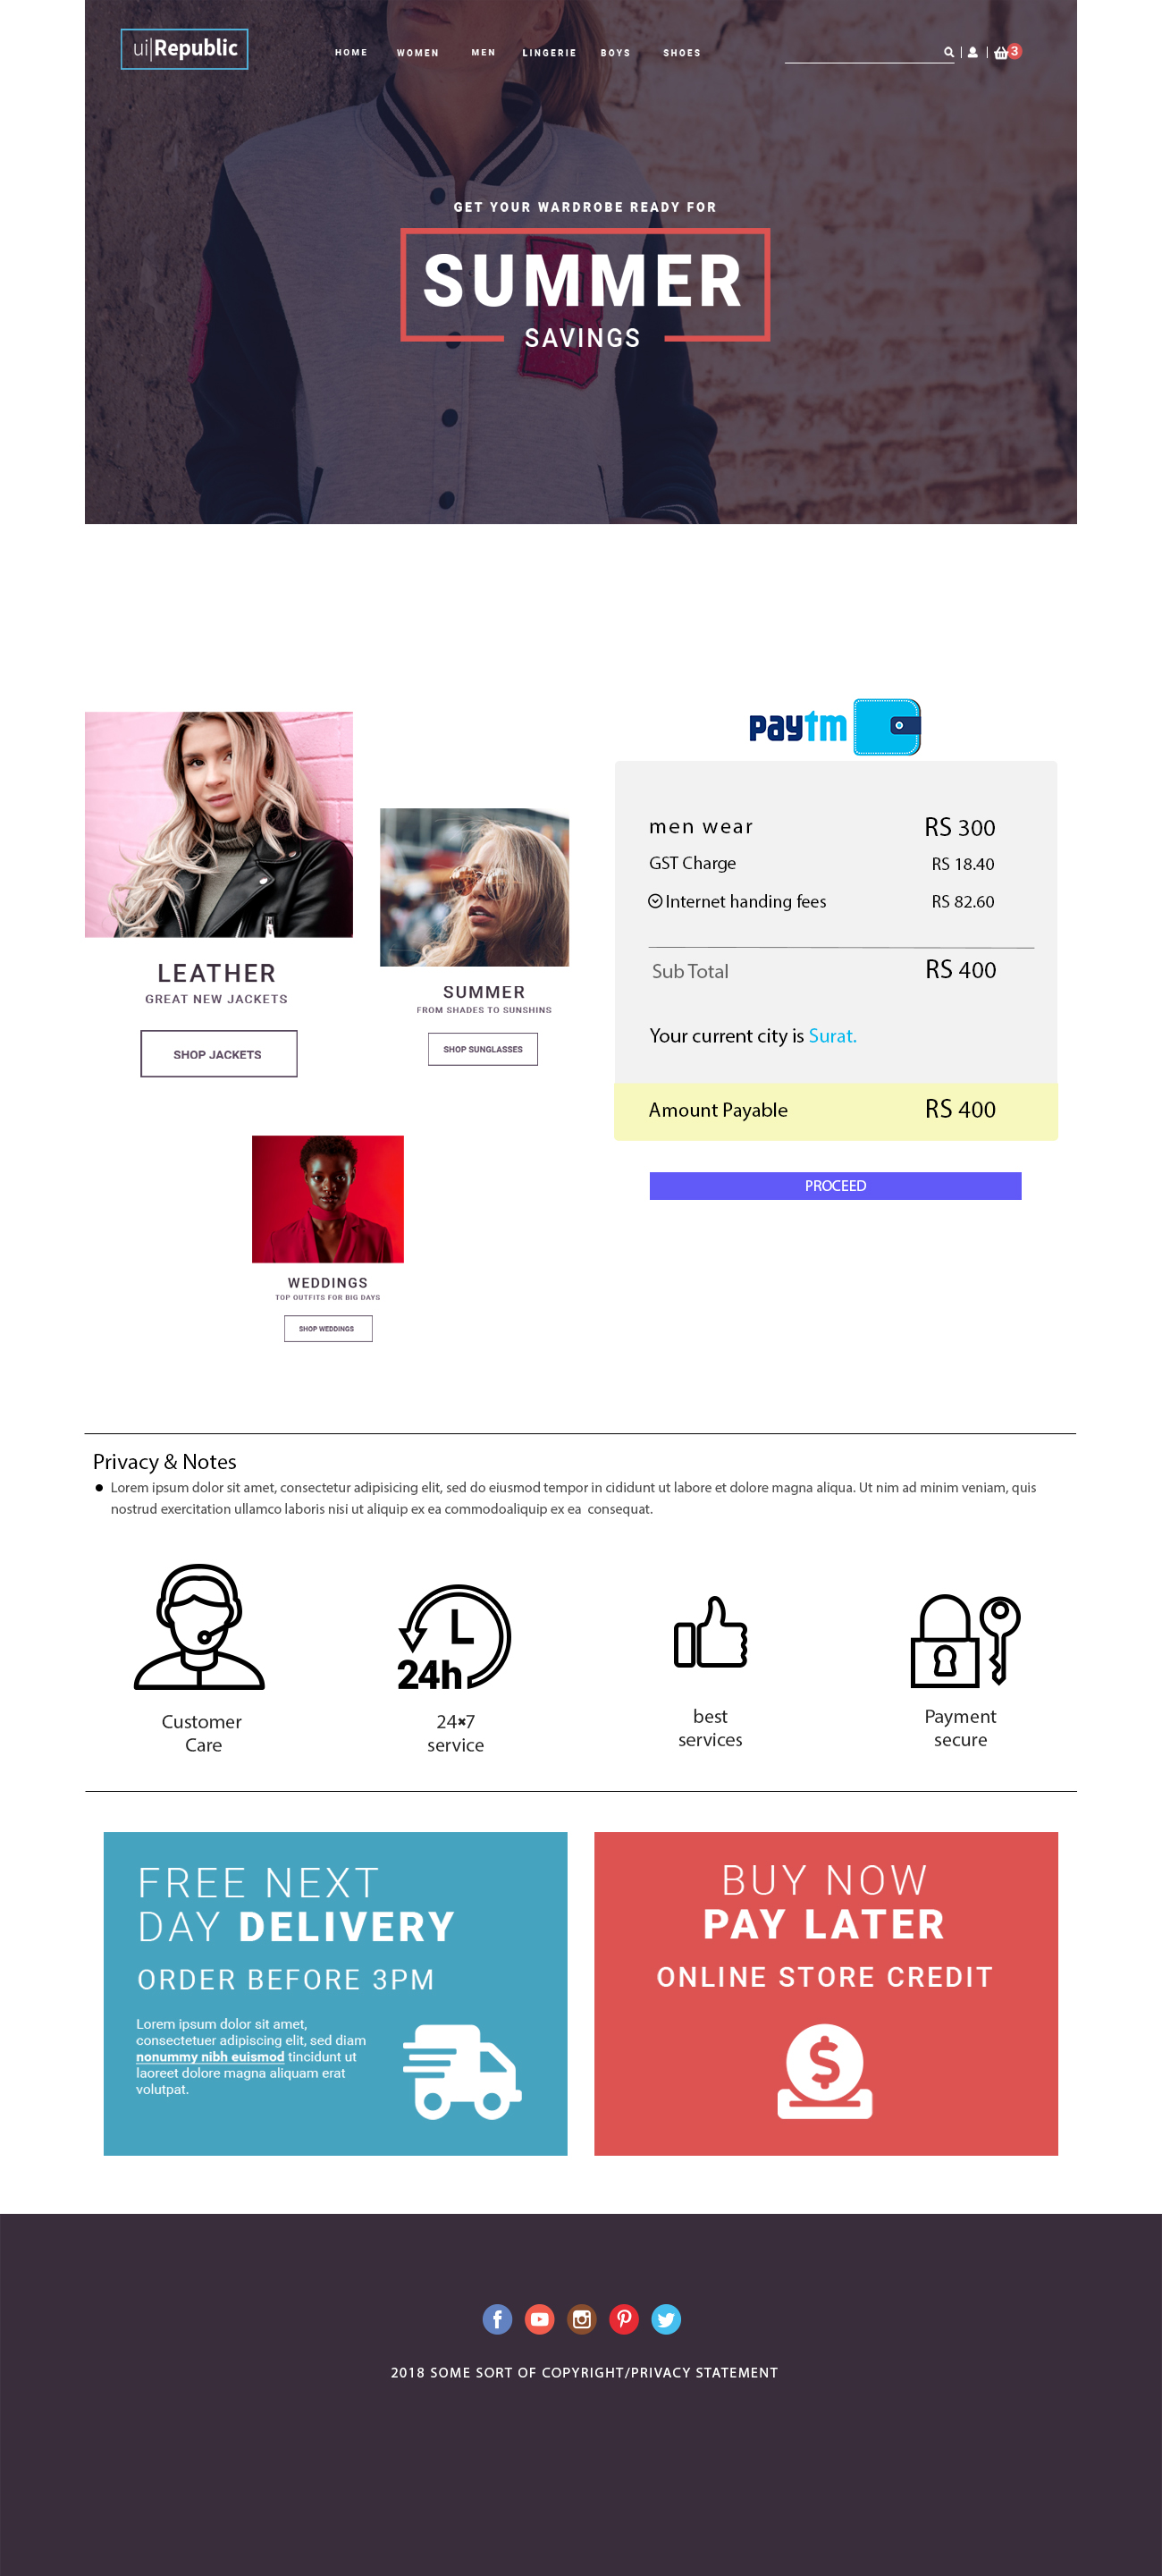 ui|Republic
HOME WOMEN MEN LINGERIE BOYS SHOES
3
GET YOUR WARDROBE READY FOR
SUMMER
SAVINGS
LEATHER
GREAT NEW JACKETS
SHOP JACKETS
SUMMER
FROM SHADES TO SUNSHINS
SHOP SUNGLASSES
WEDDINGS
TOP OUTFITS FOR BIG DAYS
SHOP WEDDINGS
paytm
men wear RS 300
GST Charge RS 18.40
Internet handing fees RS 82.60
Sub Total RS 400
Your current city is Surat.
Amount Payable RS 400
PROCEED
Privacy & Notes
Lorem ipsum dolor sit amet, consectetur adipisicing elit, sed do eiusmod tempor in cididunt ut labore et dolore magna aliqua. Ut nim ad minim veniam, quis
nostrud exercitation ullamco laboris nisi ut aliquip ex ea commodoaliquip ex ea consequat.
24h
Customer
Care
24×7
service
best
services
Payment
secure
FREE NEXT
DAY DELIVERY
ORDER BEFORE 3PM
Lorem ipsum dolor sit amet,
consectetuer adipiscing elit, sed diam
nonummy nibh euismod tincidunt ut
laoreet dolore magna aliquam erat
volutpat.
BUY NOW
PAY LATER
ONLINE STORE CREDIT
$
2018 SOME SORT OF COPYRIGHT/PRIVACY STATEMENT